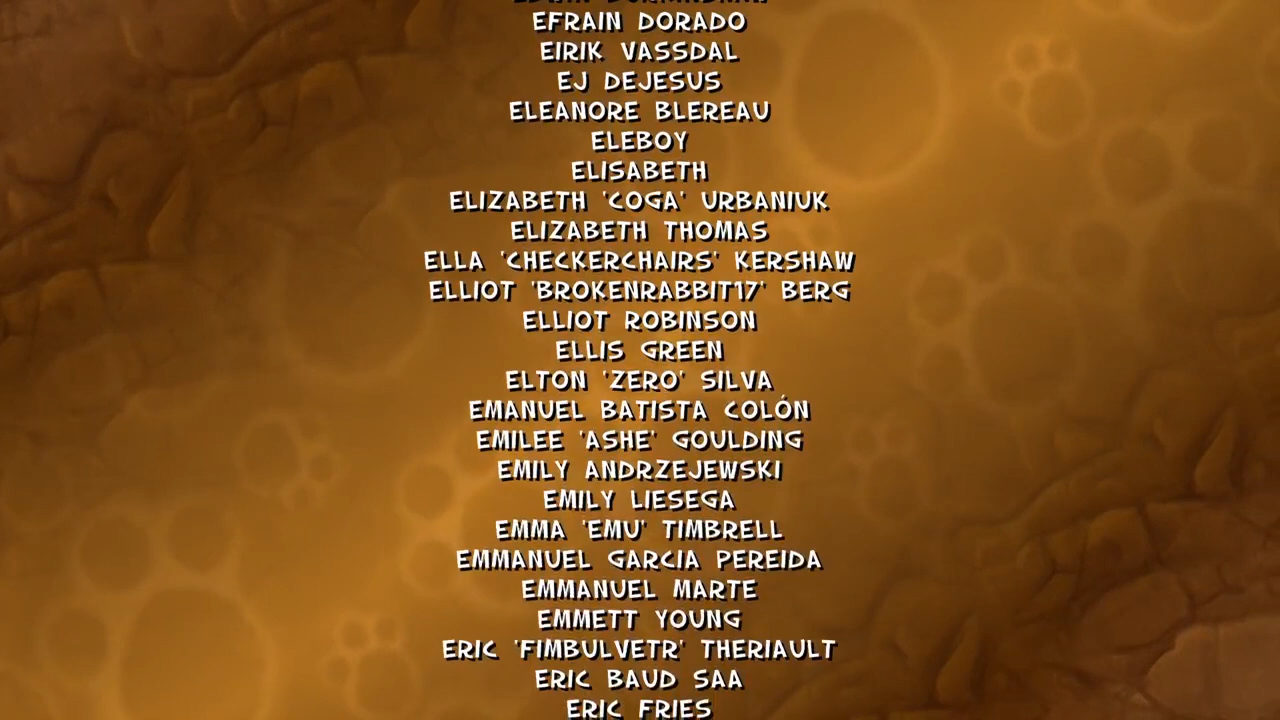 EFRAIN DORADO
EIRIK VASSDAL
EJ DEJESUS
ELEANORE BLEREAU
ELEBOY
ELISABETH
ELIZABETH 'COGA' URBANIUK
ELIZABETH THOMAS
ELLA 'CHECKERCHAIRS' KERSHAW
ELLIOT 'BROKENRABBIT17' BERG
ELLIOT ROBINSON
ELLIS GREEN
ELTON 'ZERO' SILVA
EMANUEL BATISTA COLÓN
EMILEE 'ASHE' GOULDING
EMILY ANDRZEJEWSKI
EMILY LIESEGA
EMMA 'EMU' TIMBRELL
EMMANUEL GARCIA PEREIDA
EMMANUEL MARTE
EMMETT YOUNG
ERIC 'FIMBULVETR' THERIAULT
ERIC BAUD SAA
ERIC FRIES